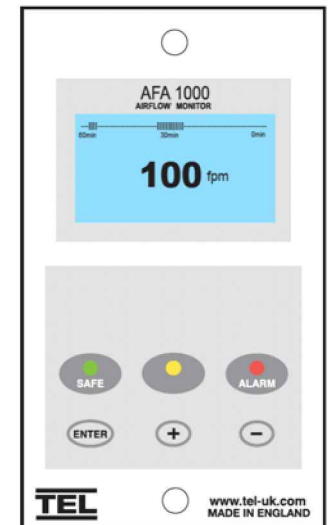 AFA 1000
AIRFLOW MONITOR
60min 30min 0min
100 fpm
SAFE ALARM
ENTER + −
TEL www.tel-uk.com
MADE IN ENGLAND